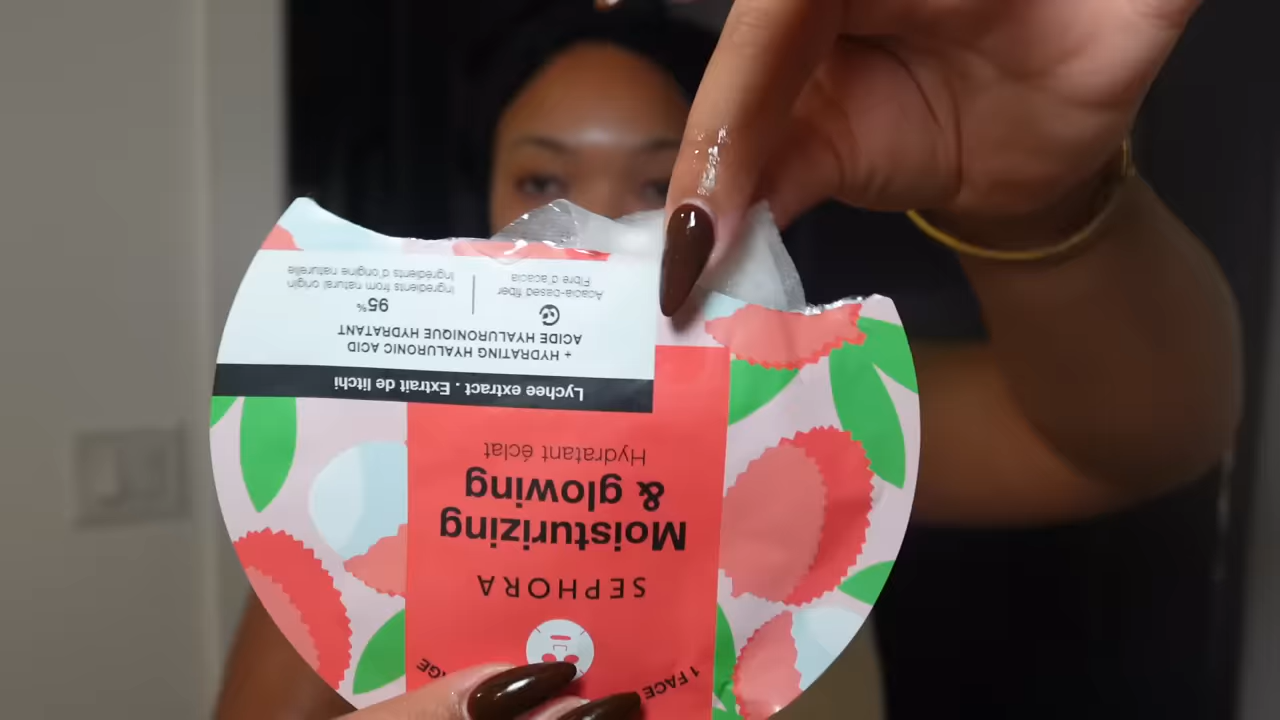 1 FACE
SEPHORA
Moisturizing
& glowing
Hydratant éclat
Lychee extract . Extrait de litchi
+ HYDRATING HYALURONIC ACID
ACIDE HYALURONIQUE HYDRATANT
Acacia-based fiber
Fibre d'acacia
95%
Ingredients from natural origin
Ingrédients d'origine naturelle